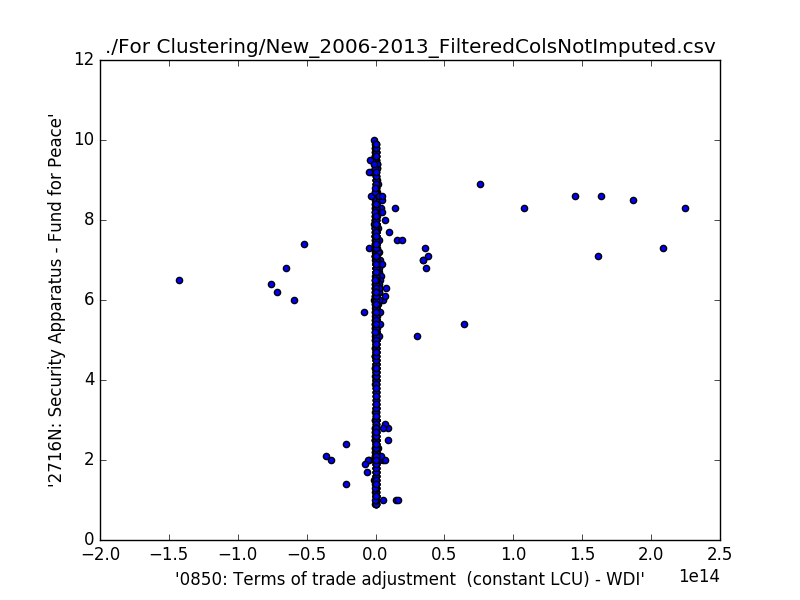 ./For Clustering/New_2006-2013_FilteredColsNotImputed.csv
12
10
8
6
4
2
0
'2716N: Security Apparatus - Fund for Peace'
−2.0 −1.5 −1.0 −0.5 0.0 0.5 1.0 1.5 2.0 2.5
1e14
'0850: Terms of trade adjustment  (constant LCU) - WDI'